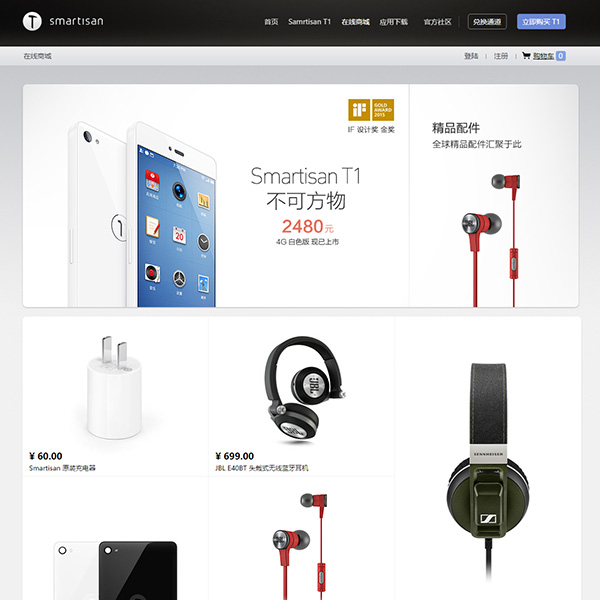 T smartisan
首页 Samrtisan T1 在线商城 应用下载 官方社区 兑换通道 立即购买 T1
在线商城
登陆 | 注册 | 购物车 0
iF GOLD AWARD 2015
IF 设计奖 金奖
Smartisan T1
不可方物
2480元
4G 白色版 现已上市
精品配件
全球精品配件汇聚于此
JBL
SENNHEISER
¥ 60.00
Smartisan 原装充电器
¥ 699.00
JBL E40BT 头戴式无线蓝牙耳机